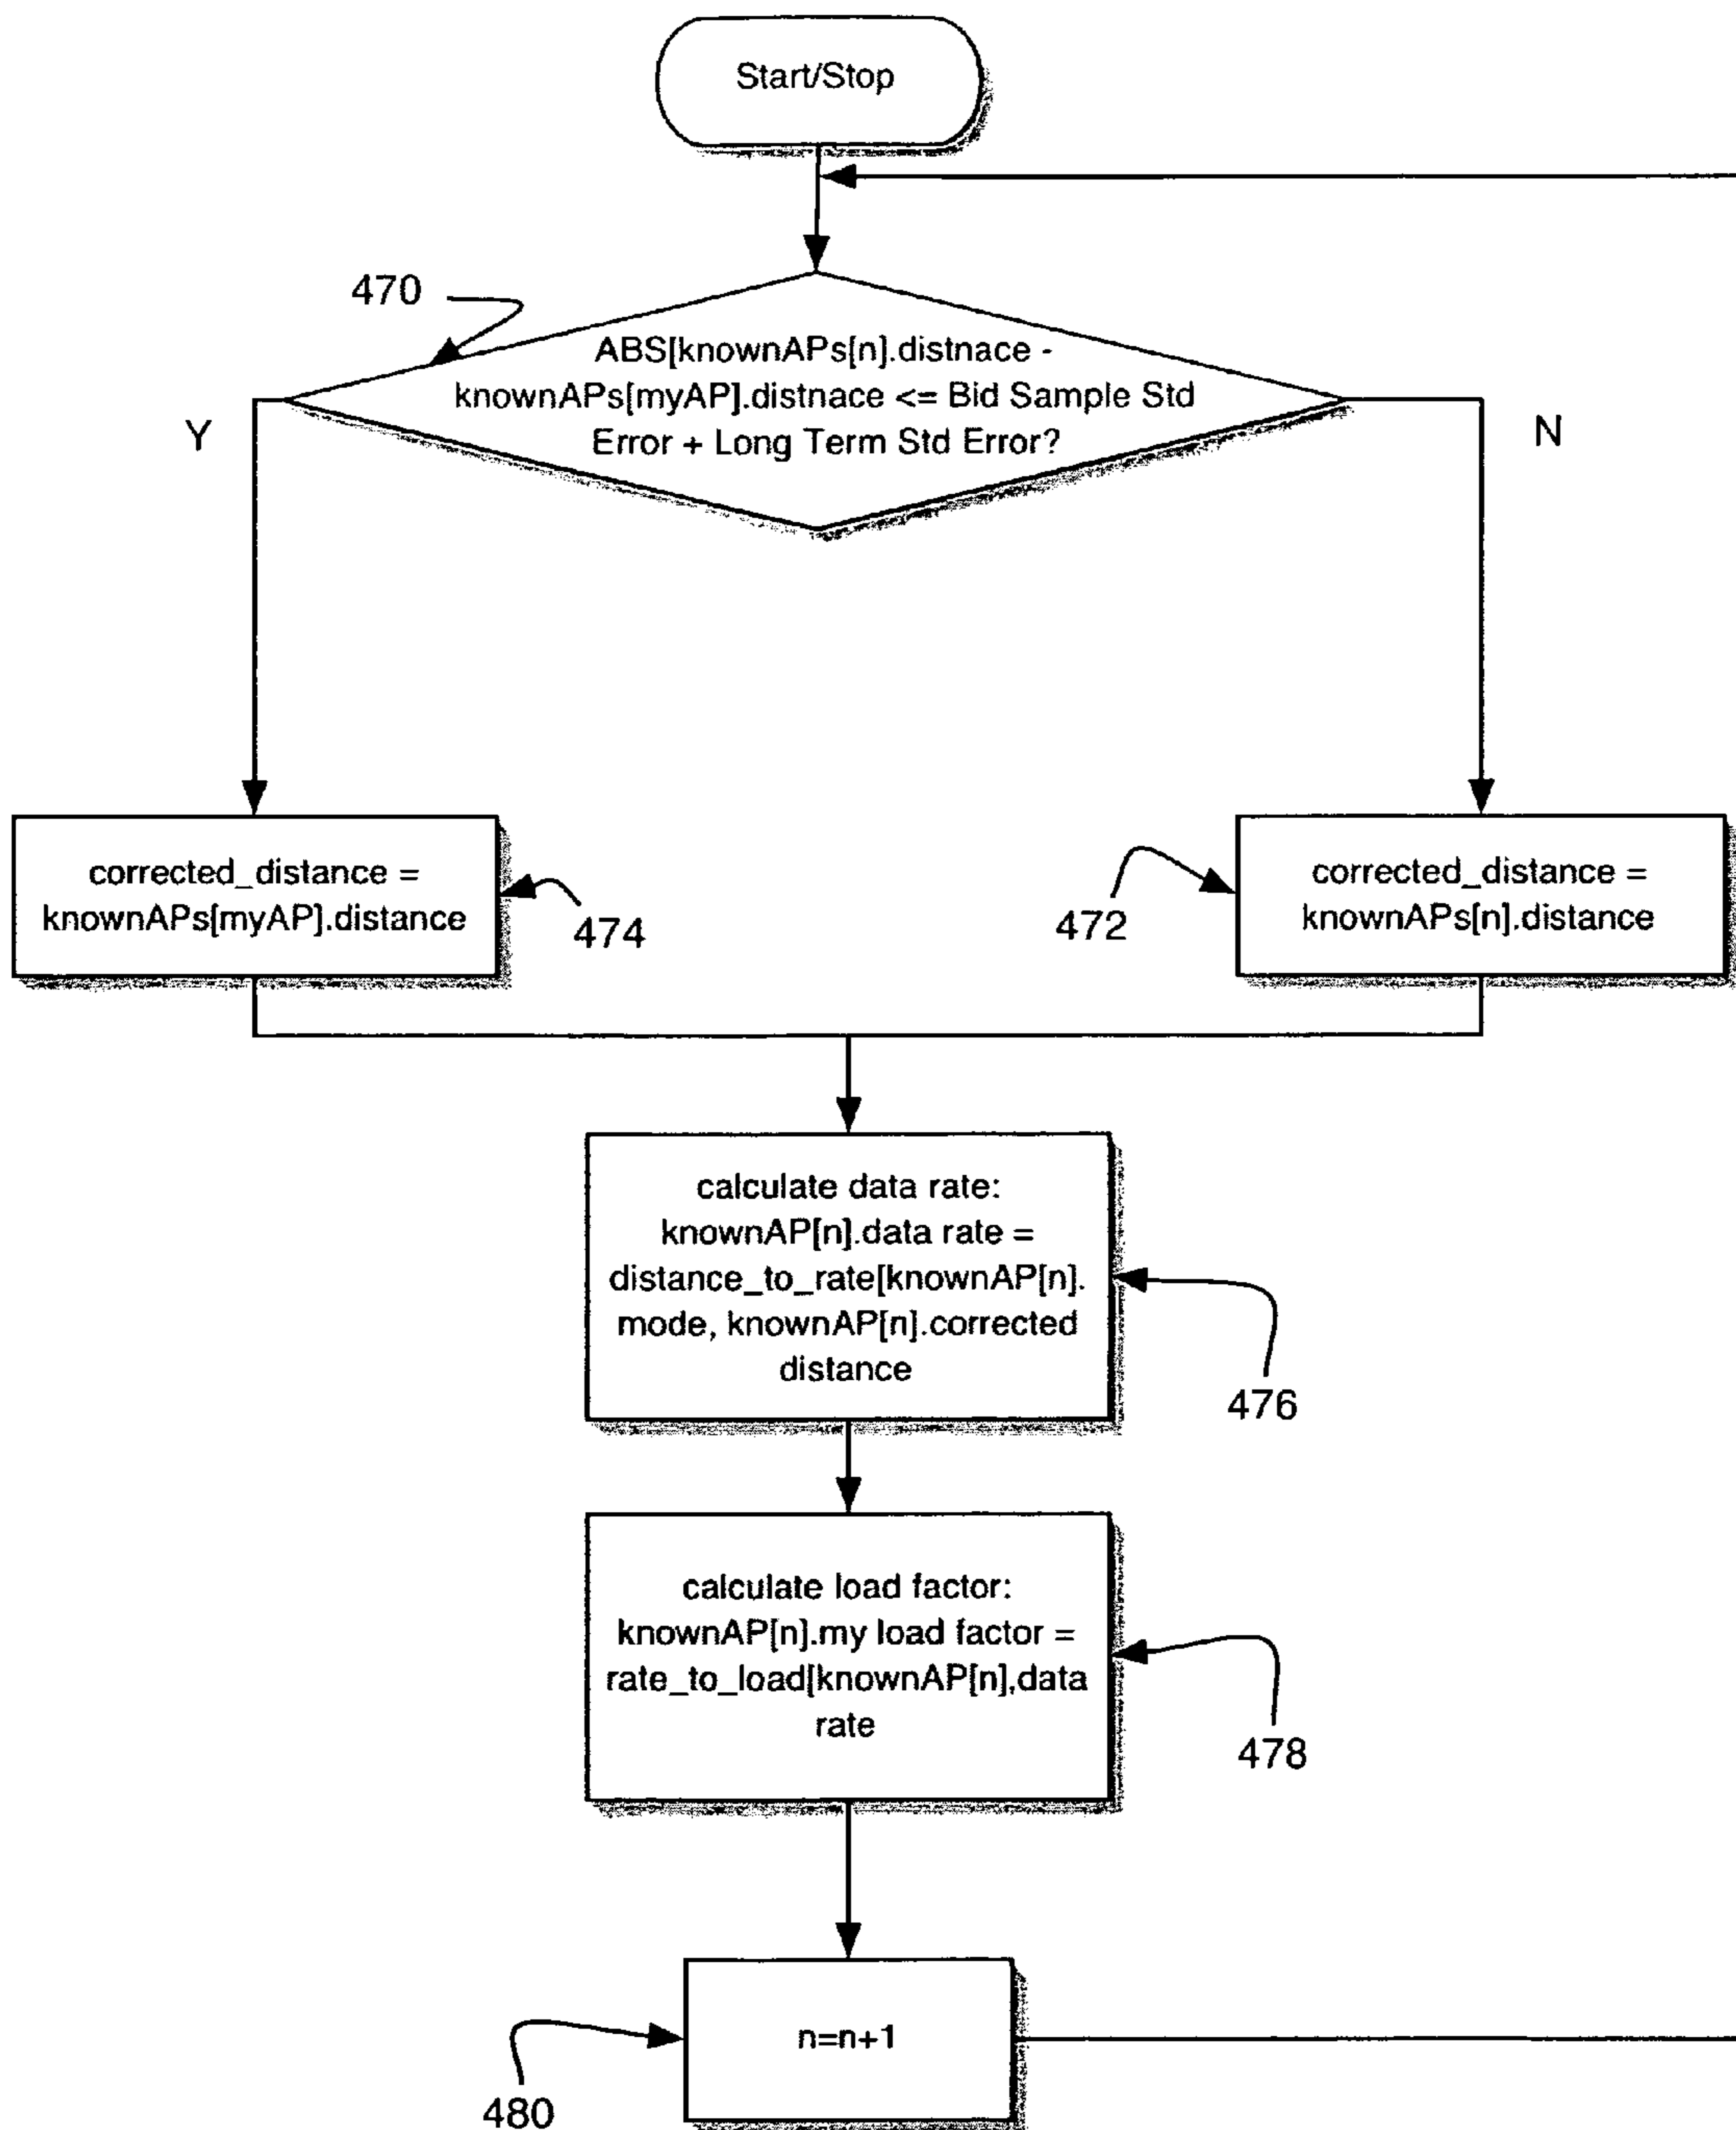 Start/Stop
470
ABS[knownAPs[n].distnace -
knownAPs[myAP].distnace <= Bid Sample Std
Error + Long Term Std Error?
Y
N
corrected_distance =
knownAPs[myAP].distance
474
472
corrected_distance =
knownAPs[n].distance
calculate data rate:
knownAP[n].data rate =
distance_to_rate[knownAP[n].
mode, knownAP[n].corrected
distance
476
calculate load factor:
knownAP[n].my load factor =
rate_to_load[knownAP[n],data
rate
478
n=n+1
480